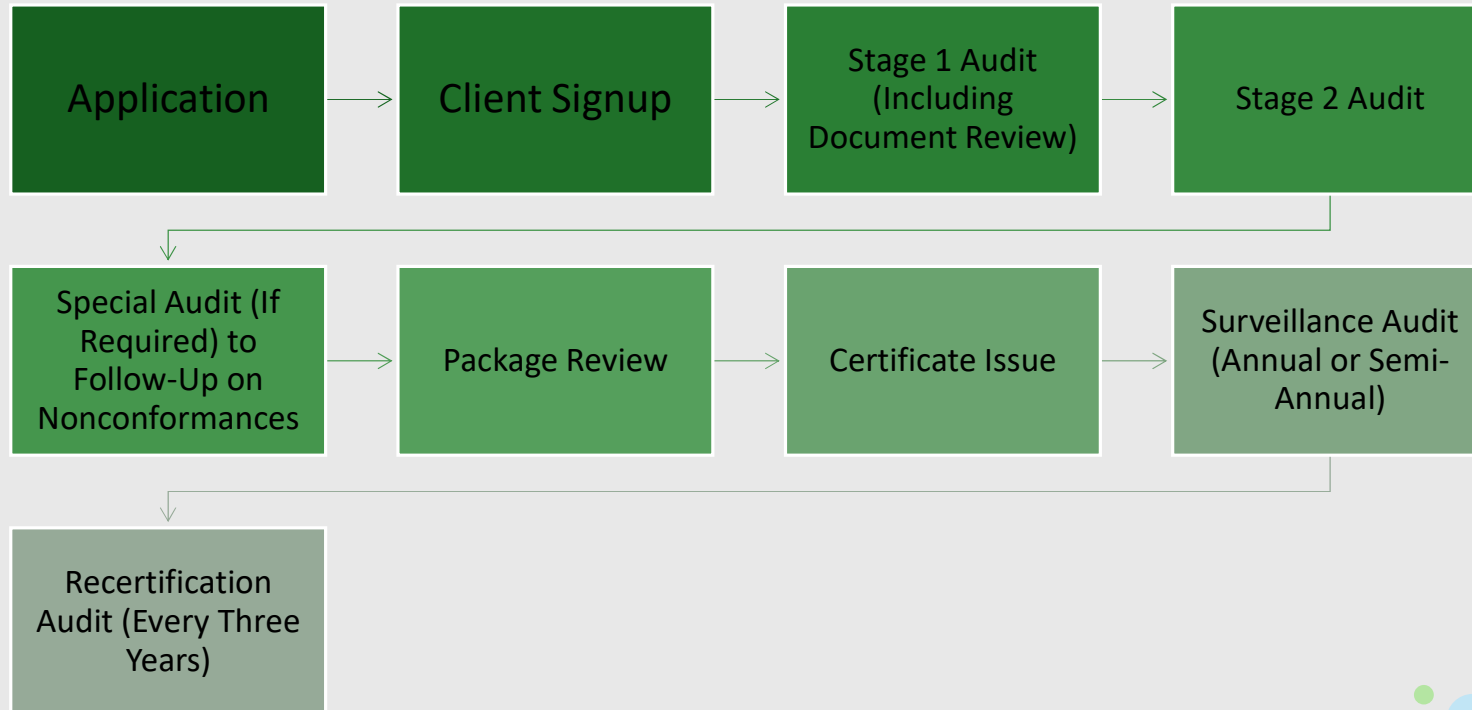 Application
Client Signup
Stage 1 Audit
(Including
Document Review)
Stage 2 Audit
Special Audit (If
Required) to
Follow-Up on
Nonconformances
Package Review
Certificate Issue
Surveillance Audit
(Annual or Semi-
Annual)
Recertification
Audit (Every Three
Years)